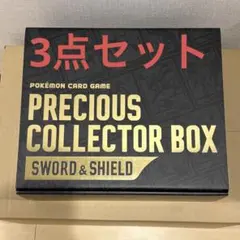 3点セット
POKÉMON CARD GAME
PRECIOUS
COLLECTOR BOX
SWORD & SHIELD